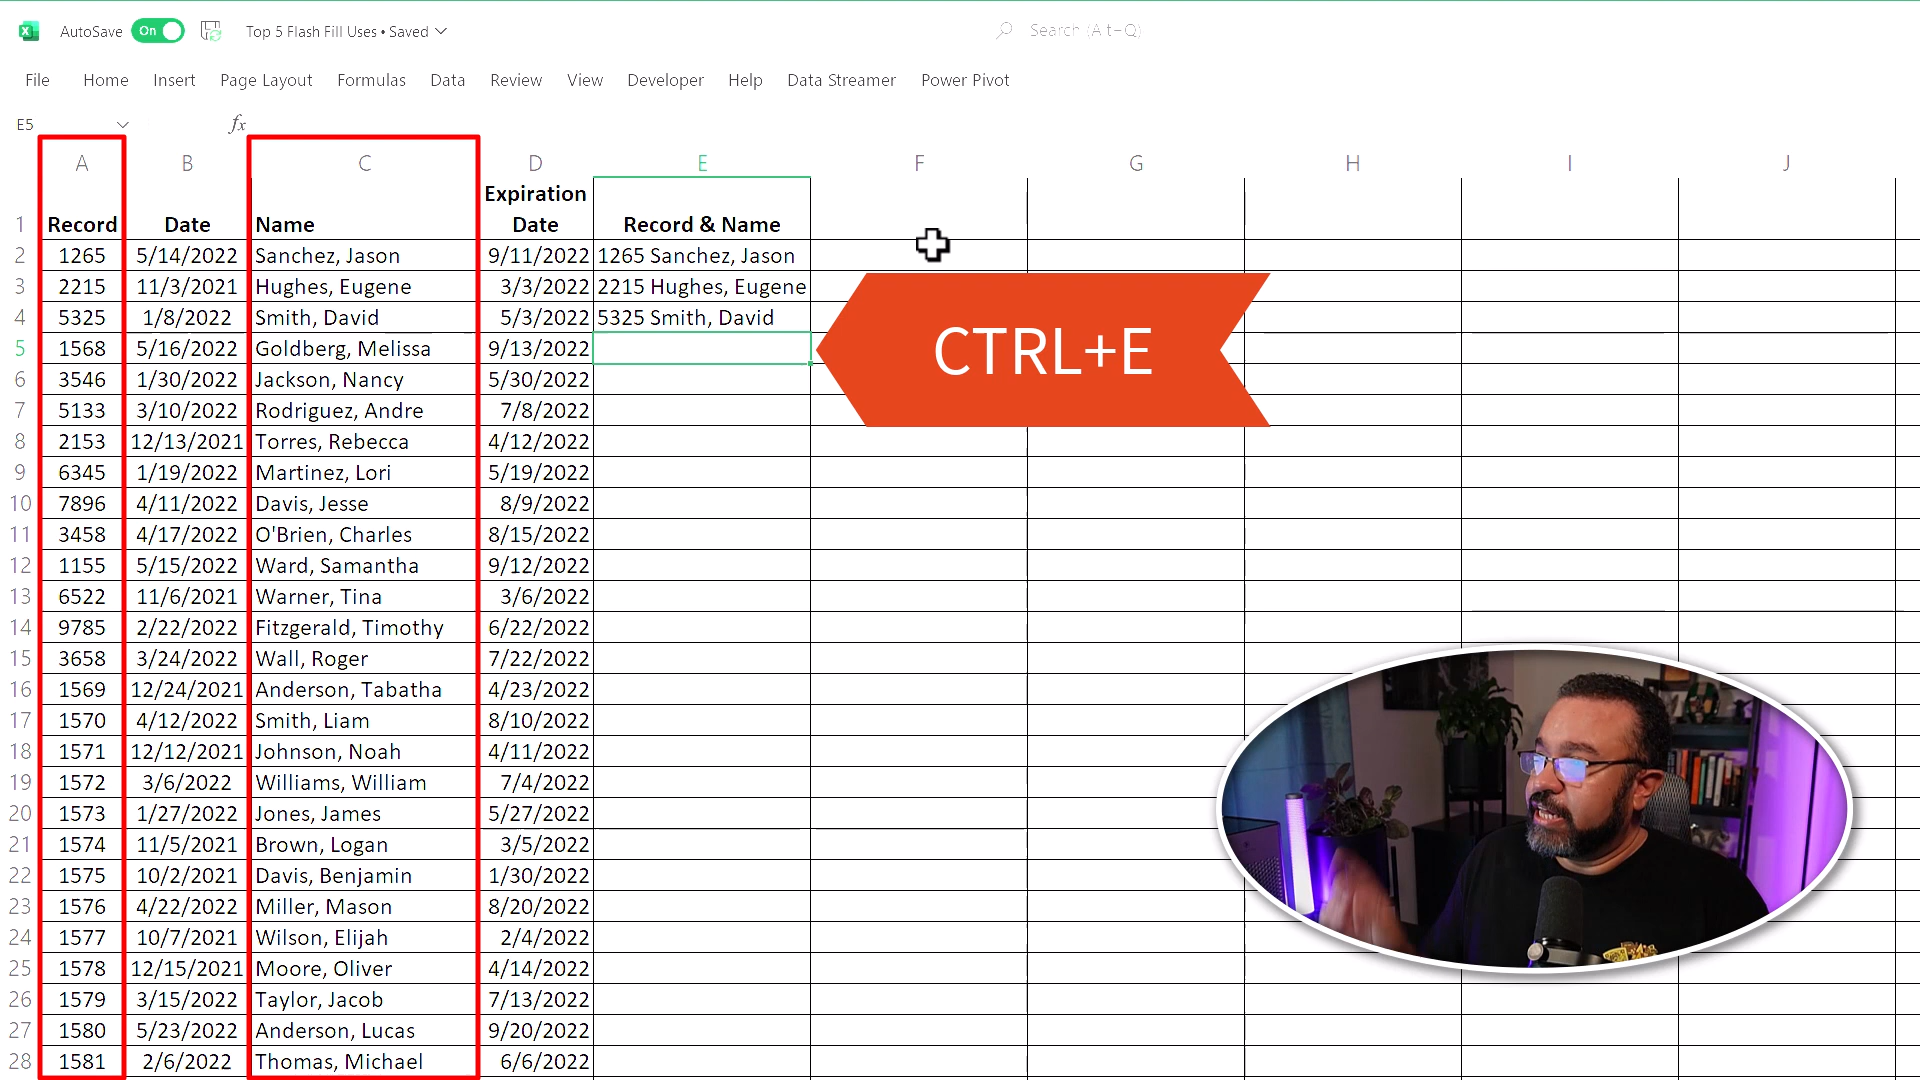 AutoSave On Top 5 Flash Fill Uses • Saved Search (Alt+Q)
File Home Insert Page Layout Formulas Data Review View Developer Help Data Streamer Power Pivot
E5 fx
A B C D E F G H I J
1 Record Date Name Expiration Date Record & Name
2 1265 5/14/2022 Sanchez, Jason 9/11/2022 1265 Sanchez, Jason
3 2215 11/3/2021 Hughes, Eugene 3/3/2022 2215 Hughes, Eugene
4 5325 1/8/2022 Smith, David 5/3/2022 5325 Smith, David
5 1568 5/16/2022 Goldberg, Melissa 9/13/2022
CTRL+E
6 3546 1/30/2022 Jackson, Nancy 5/30/2022
7 5133 3/10/2022 Rodriguez, Andre 7/8/2022
8 2153 12/13/2021 Torres, Rebecca 4/12/2022
9 6345 1/19/2022 Martinez, Lori 5/19/2022
10 7896 4/11/2022 Davis, Jesse 8/9/2022
11 3458 4/17/2022 O'Brien, Charles 8/15/2022
12 1155 5/15/2022 Ward, Samantha 9/12/2022
13 6522 11/6/2021 Warner, Tina 3/6/2022
14 9785 2/22/2022 Fitzgerald, Timothy 6/22/2022
15 3658 3/24/2022 Wall, Roger 7/22/2022
16 1569 12/24/2021 Anderson, Tabatha 4/23/2022
17 1570 4/12/2022 Smith, Liam 8/10/2022
18 1571 12/12/2021 Johnson, Noah 4/11/2022
19 1572 3/6/2022 Williams, William 7/4/2022
20 1573 1/27/2022 Jones, James 5/27/2022
21 1574 11/5/2021 Brown, Logan 3/5/2022
22 1575 10/2/2021 Davis, Benjamin 1/30/2022
23 1576 4/22/2022 Miller, Mason 8/20/2022
24 1577 10/7/2021 Wilson, Elijah 2/4/2022
25 1578 12/15/2021 Moore, Oliver 4/14/2022
26 1579 3/15/2022 Taylor, Jacob 7/13/2022
27 1580 5/23/2022 Anderson, Lucas 9/20/2022
28 1581 2/6/2022 Thomas, Michael 6/6/2022